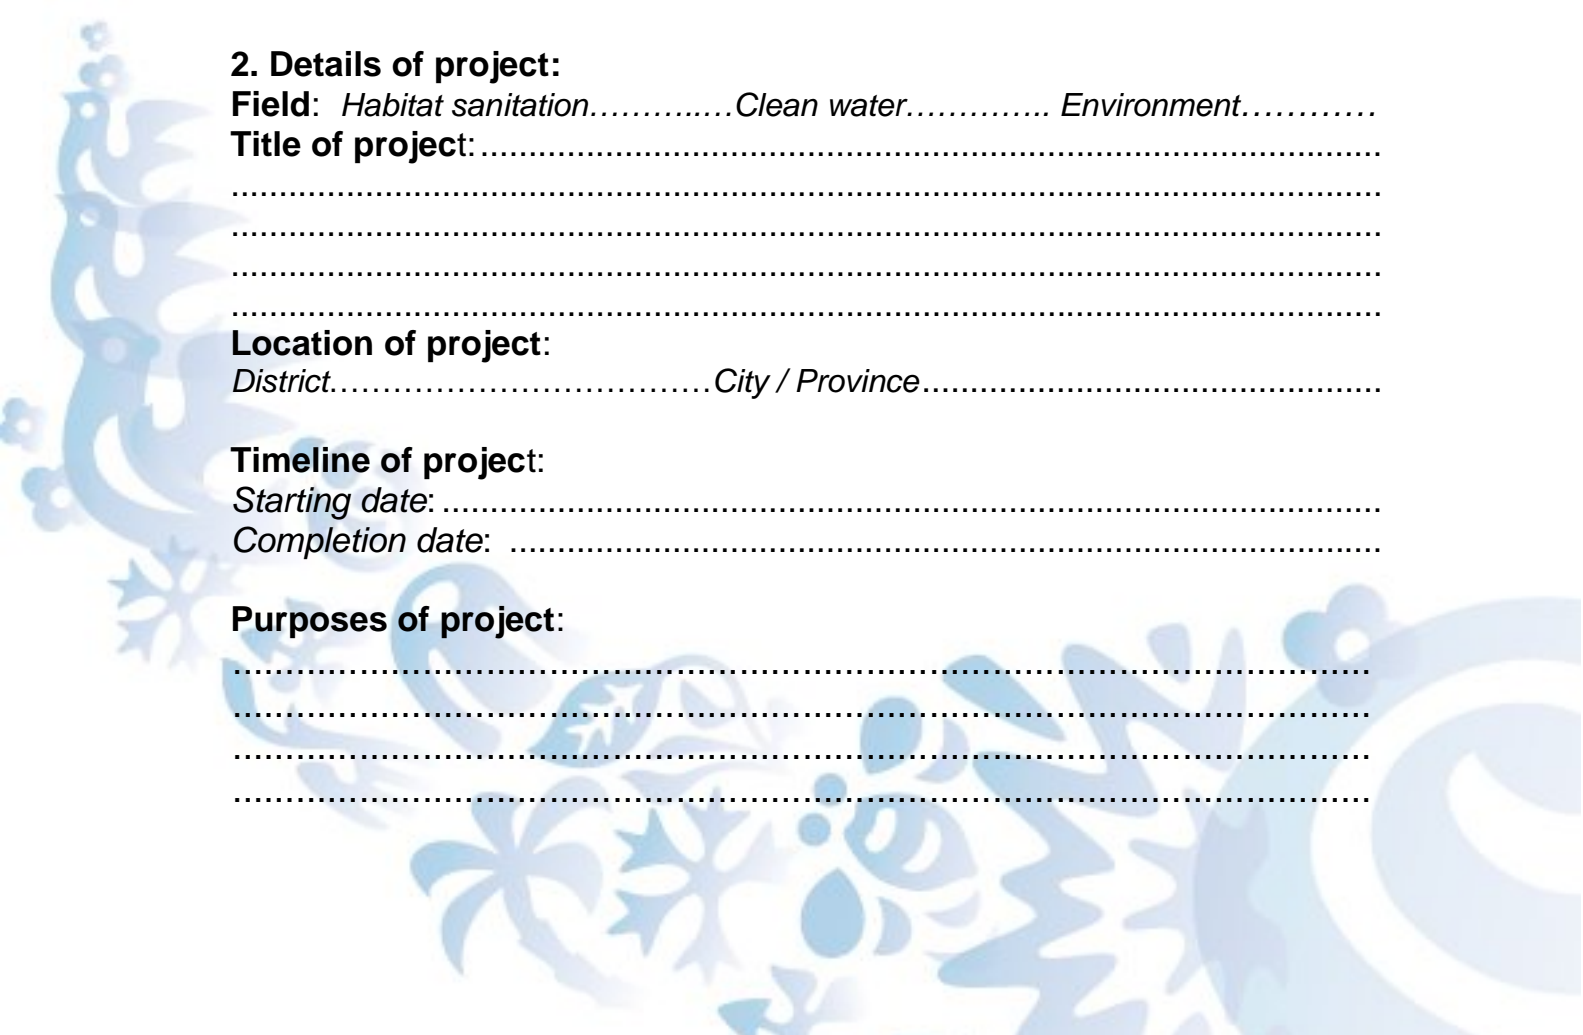 2. Details of project:
Field: Habitat sanitation………..…Clean water………….. Environment…………
Title of project:..............................................................................................
........................................................................................................................
........................................................................................................................
........................................................................................................................
........................................................................................................................
Location of project:
District………………………………City / Province................................................
Timeline of project:
Starting date: ..................................................................................................
Completion date: ...........................................................................................
Purposes of project:
………………………………………………………………………………………………
………………………………………………………………………………………………
………………………………………………………………………………………………
………………………………………………………………………………………………